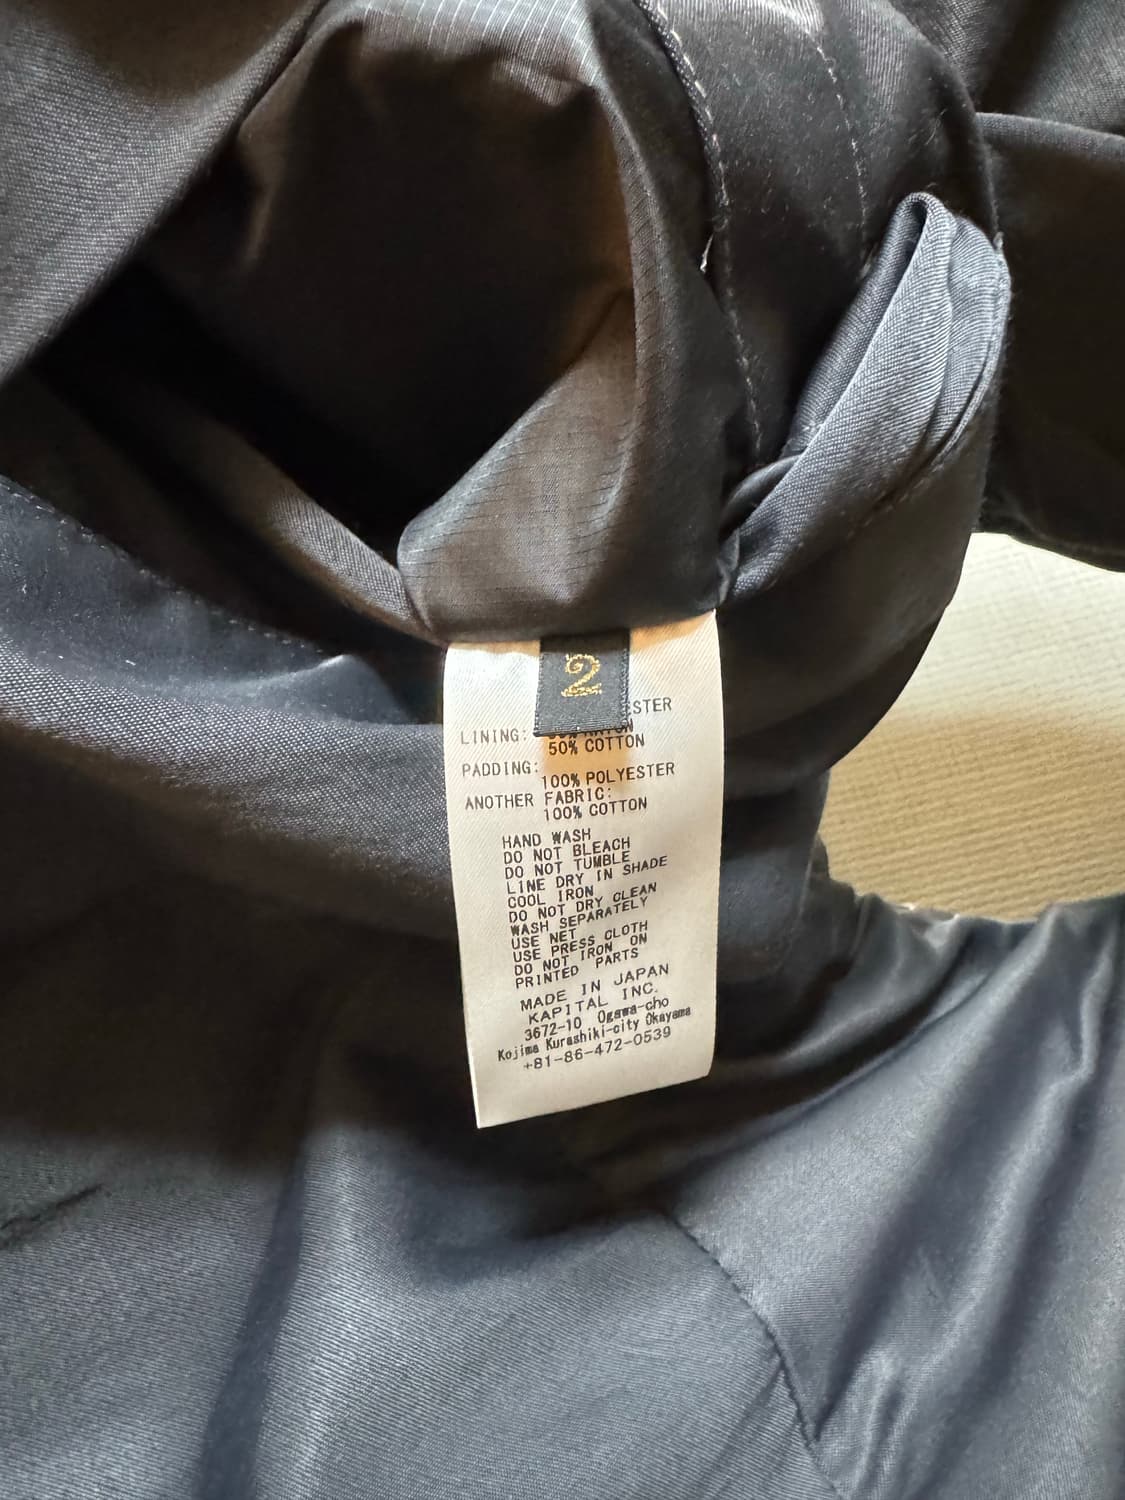 2
LINING:
50% COTTON
PADDING:
100% POLYESTER
ANOTHER FABRIC:
100% COTTON
HAND WASH
DO NOT BLEACH
DO NOT TUMBLE
LINE DRY IN SHADE
COOL IRON
DO NOT DRY CLEAN
WASH SEPARATELY
USE NET
USE PRESS CLOTH
DO NOT IRON ON
PRINTED PARTS
MADE IN JAPAN
KAPITAL INC.
3672-10 Ogawa-cho
Kojima Kurashiki-city Okayama
+81-86-472-0539